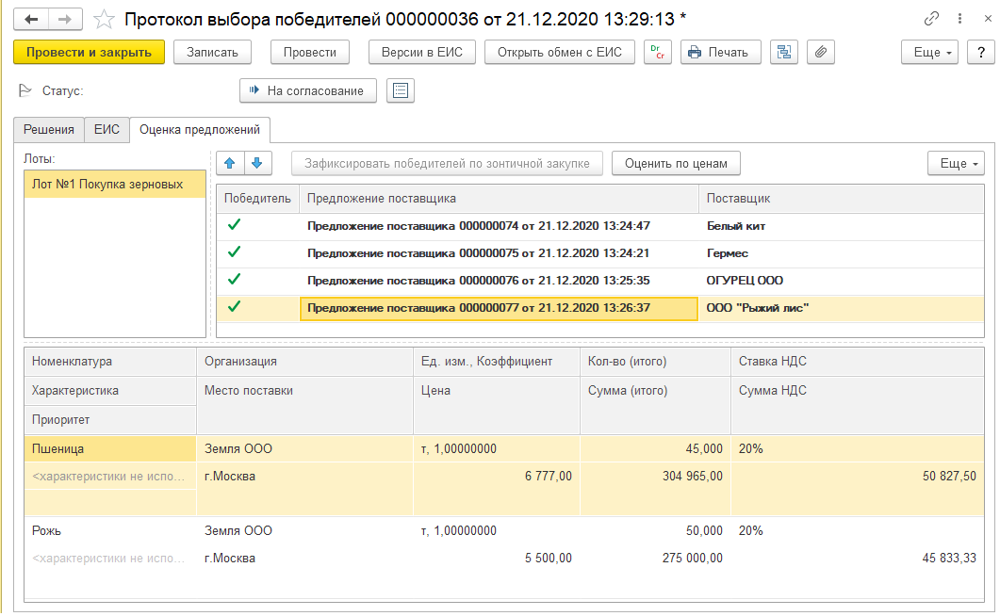 Протокол выбора победителей 000000036 от 21.12.2020 13:29:13 *
Провести и закрыть Записать Провести Версии в ЕИС Открыть обмен с ЕИС Dr Cr Печать Еще ?
Статус: На согласование
Решения ЕИС Оценка предложений
Лоты: Зафиксировать победителей по зонтичной закупке Оценить по ценам Еще
Лот №1 Покупка зерновых
Победитель Предложение поставщика Поставщик
Предложение поставщика 000000074 от 21.12.2020 13:24:47 Белый кит
Предложение поставщика 000000075 от 21.12.2020 13:24:21 Гермес
Предложение поставщика 000000076 от 21.12.2020 13:25:35 ОГУРЕЦ ООО
Предложение поставщика 000000077 от 21.12.2020 13:26:37 ООО "Рыжий лис"
Номенклатура Организация Ед. изм., Коэффициент Кол-во (итого) Ставка НДС
Характеристика Место поставки Цена Сумма (итого) Сумма НДС
Приоритет
Пшеница Земля ООО т, 1,00000000 45,000 20%
<характеристики не испо... г.Москва 6 777,00 304 965,00 50 827,50
Рожь Земля ООО т, 1,00000000 50,000 20%
<характеристики не испо... г.Москва 5 500,00 275 000,00 45 833,33